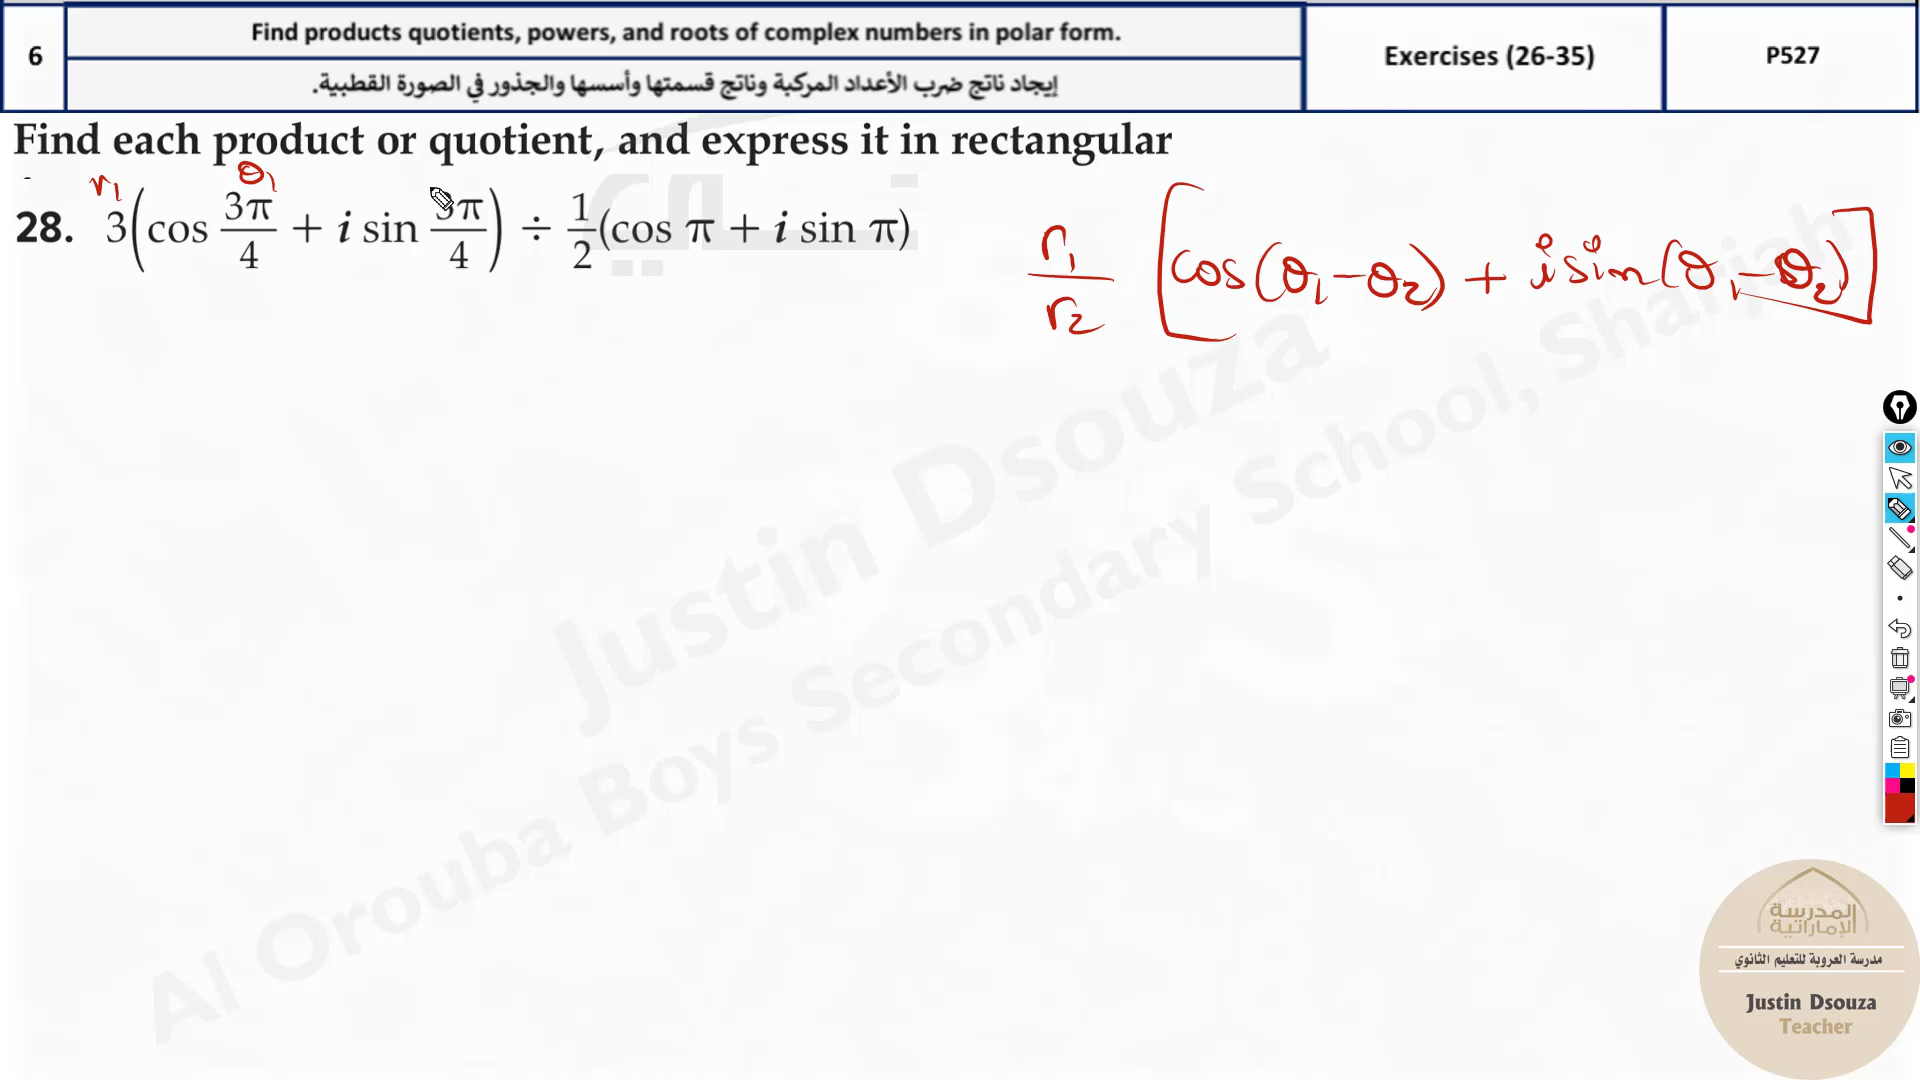 6
Find products quotients, powers, and roots of complex numbers in polar form.
إيجاد ناتج ضرب الأعداد المركبة وناتج قسمتها وأسسها والجذور في الصورة القطبية.
Exercises (26-35)
P527
Find each product or quotient, and express it in rectangular
r₁ θ₁
28. 3(cos 3π/4 + i sin 3π/4) ÷ 1/2(cos π + i sin π)
r₁/r₂ [cos(θ₁ − θ₂) + i sin(θ₁ − θ₂)]
Justin Dsouza
Al Orouba Boys Secondary School, Sharjah
المدرسة
الإماراتية
مدرسة العروبة للتعليم الثانوي
Justin Dsouza
Teacher